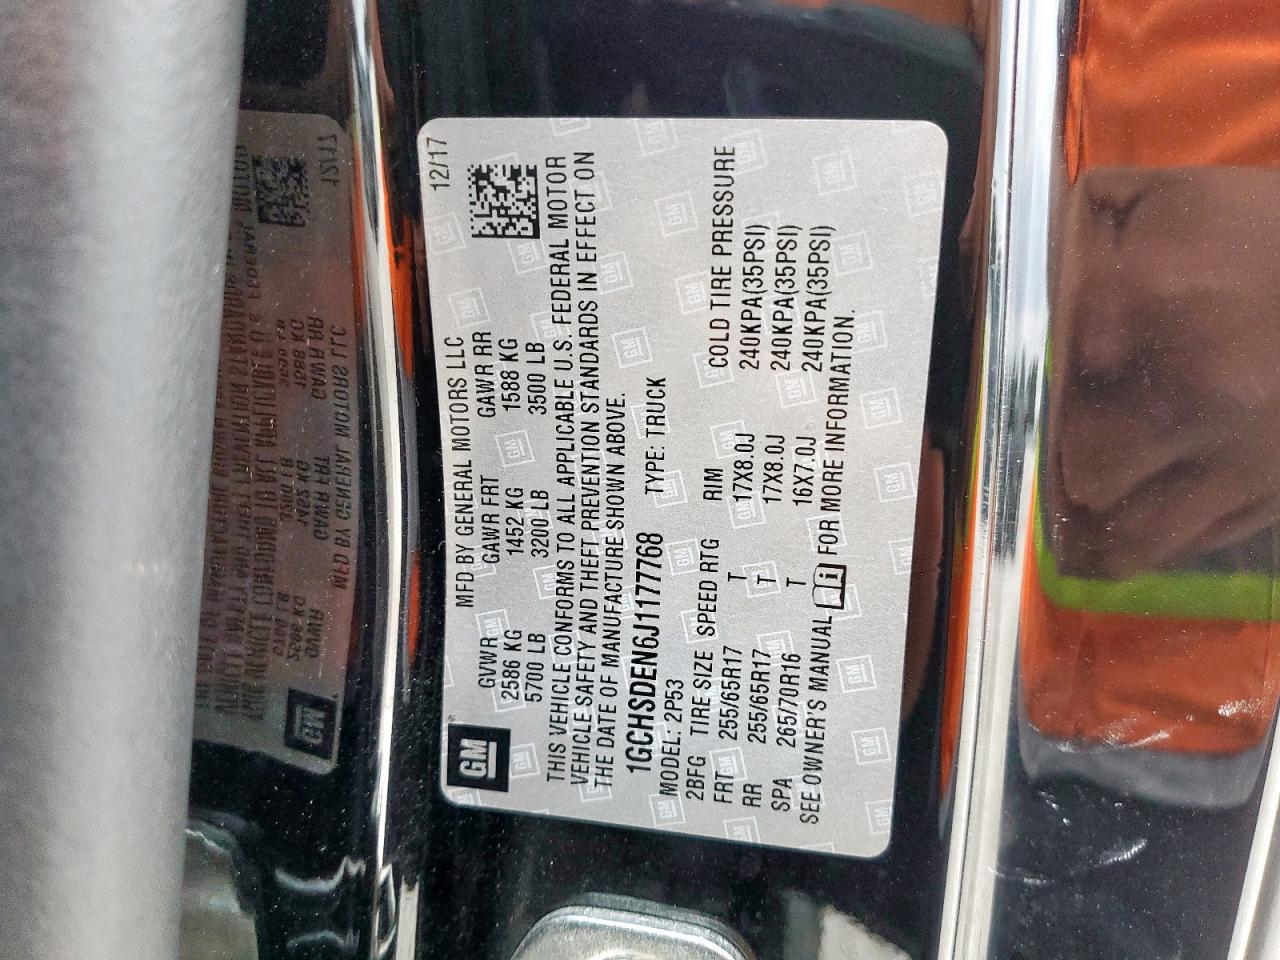 12/17
MFD BY GENERAL MOTORS LLC
GVWR GAWR FRT GAWR RR
2586 KG 1452 KG 1588 KG
5700 LB 3200 LB 3500 LB
GM
THIS VEHICLE CONFORMS TO ALL APPLICABLE U.S. FEDERAL MOTOR
VEHICLE SAFETY AND THEFT PREVENTION STANDARDS IN EFFECT ON
THE DATE OF MANUFACTURE SHOWN ABOVE.
1GCHSDEN6J1177768 TYPE: TRUCK
MODEL: 2P53
2BFG TIRE SIZE SPEED RTG RIM COLD TIRE PRESSURE
FRT 255/65R17 T 17X8.0J 240KPA(35PSI)
RR 255/65R17 T 17X8.0J 240KPA(35PSI)
SPA 265/70R16 T 16X7.0J 240KPA(35PSI)
SEE OWNER'S MANUAL FOR MORE INFORMATION.